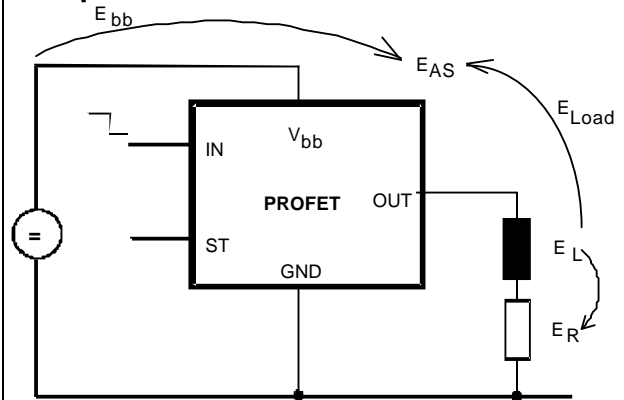 E bb
E AS
E Load
V bb
IN
PROFET
OUT
ST
=
E L
GND
E R